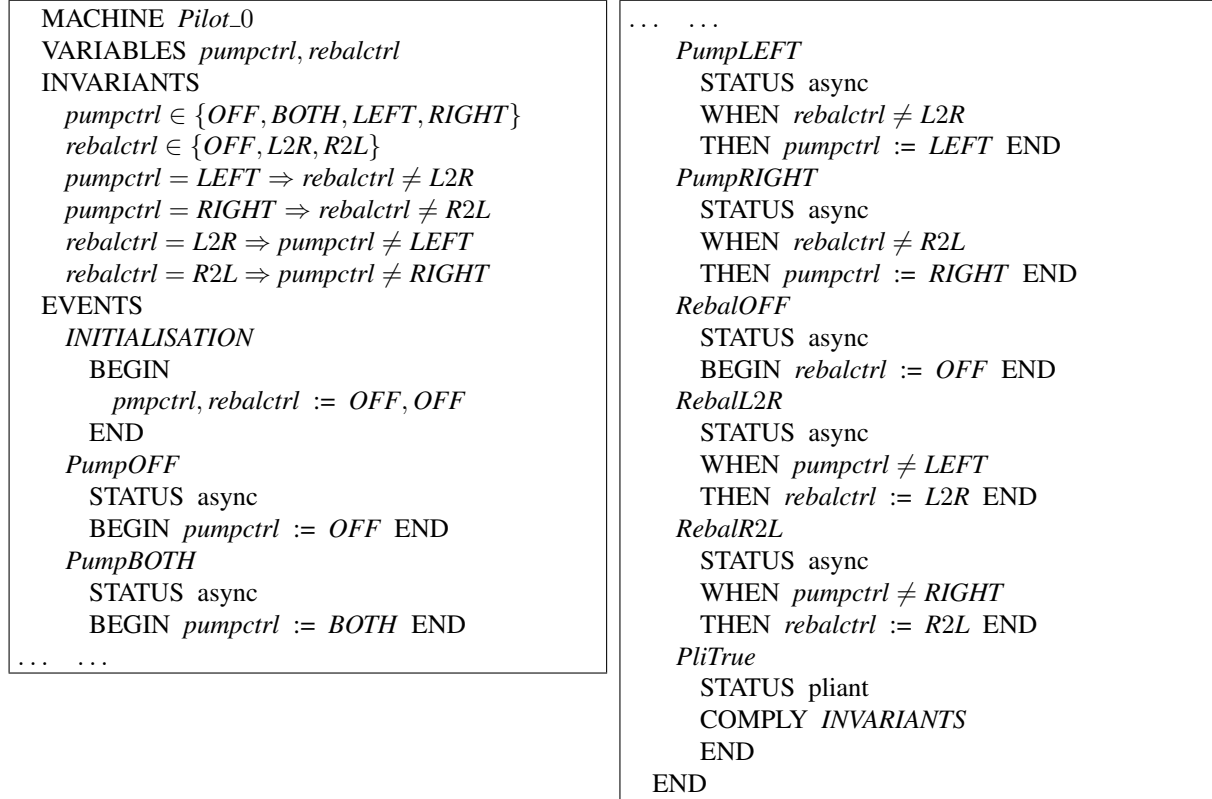 MACHINE Pilot_0
VARIABLES pumpctrl, rebalctrl
INVARIANTS
pumpctrl ∈ {OFF, BOTH, LEFT, RIGHT}
rebalctrl ∈ {OFF, L2R, R2L}
pumpctrl = LEFT ⇒ rebalctrl ≠ L2R
pumpctrl = RIGHT ⇒ rebalctrl ≠ R2L
rebalctrl = L2R ⇒ pumpctrl ≠ LEFT
rebalctrl = R2L ⇒ pumpctrl ≠ RIGHT
EVENTS
INITIALISATION
BEGIN
pmpctrl, rebalctrl := OFF, OFF
END
PumpOFF
STATUS async
BEGIN pumpctrl := OFF END
PumpBOTH
STATUS async
BEGIN pumpctrl := BOTH END
... ...
... ...
PumpLEFT
STATUS async
WHEN rebalctrl ≠ L2R
THEN pumpctrl := LEFT END
PumpRIGHT
STATUS async
WHEN rebalctrl ≠ R2L
THEN pumpctrl := RIGHT END
RebalOFF
STATUS async
BEGIN rebalctrl := OFF END
RebalL2R
STATUS async
WHEN pumpctrl ≠ LEFT
THEN rebalctrl := L2R END
RebalR2L
STATUS async
WHEN pumpctrl ≠ RIGHT
THEN rebalctrl := R2L END
PliTrue
STATUS pliant
COMPLY INVARIANTS
END
END